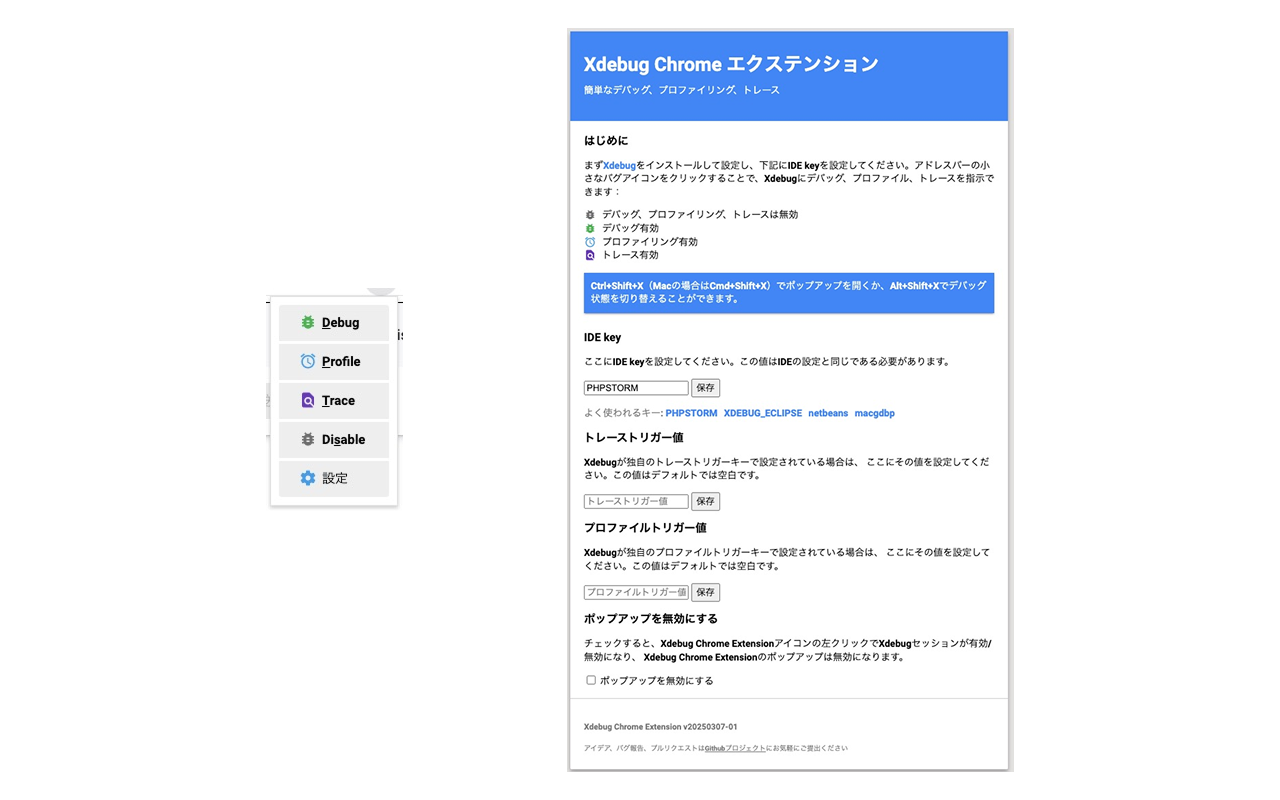 Debug
Profile
Trace
Disable
設定
Xdebug Chrome エクステンション
簡単なデバッグ、プロファイリング、トレース
はじめに
まずXdebugをインストールして設定し、下記にIDE keyを設定してください。アドレスバーの小
さなバグアイコンをクリックすることで、Xdebugにデバッグ、プロファイル、トレースを指示で
きます：
デバッグ、プロファイリング、トレースは無効
デバッグ有効
プロファイリング有効
トレース有効
Ctrl+Shift+X（Macの場合はCmd+Shift+X）でポップアップを開くか、Alt+Shift+Xでデバッグ
状態を切り替えることができます。
IDE key
ここにIDE keyを設定してください。この値はIDEの設定と同じである必要があります。
PHPSTORM 保存
よく使われるキー: PHPSTORM XDEBUG_ECLIPSE netbeans macgdbp
トレーストリガー値
Xdebugが独自のトレーストリガーキーで設定されている場合は、 ここにその値を設定してくだ
さい。この値はデフォルトでは空白です。
トレーストリガー値 保存
プロファイルトリガー値
Xdebugが独自のプロファイルトリガーキーで設定されている場合は、 ここにその値を設定して
ください。この値はデフォルトでは空白です。
プロファイルトリガー値 保存
ポップアップを無効にする
チェックすると、Xdebug Chrome Extensionアイコンの左クリックでXdebugセッションが有効/
無効になり、 Xdebug Chrome Extensionのポップアップは無効になります。
ポップアップを無効にする
Xdebug Chrome Extension v20250307-01
アイデア、バグ報告、プルリクエストはGithubプロジェクトにお気軽にご提出ください